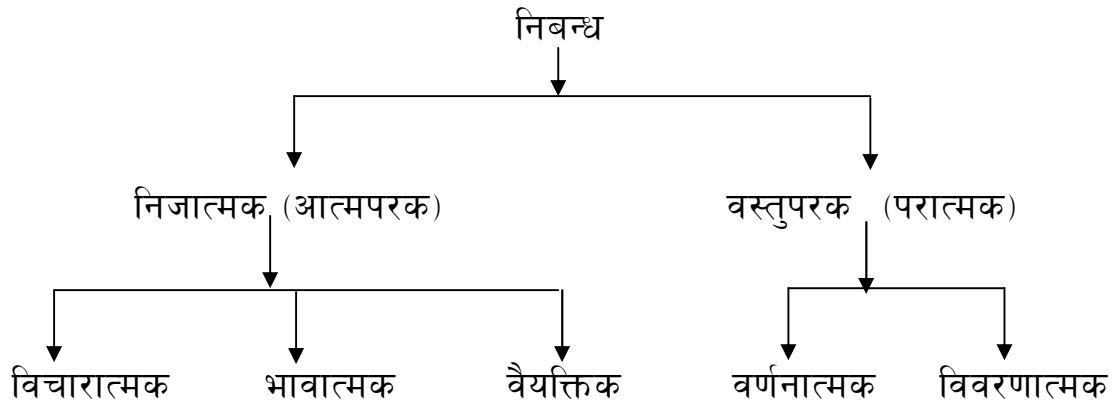 निबन्ध
निजात्मक (आत्मपरक) वस्तुपरक (परात्मक)
विचारात्मक भावात्मक वैयक्तिक वर्णनात्मक विवरणात्मक